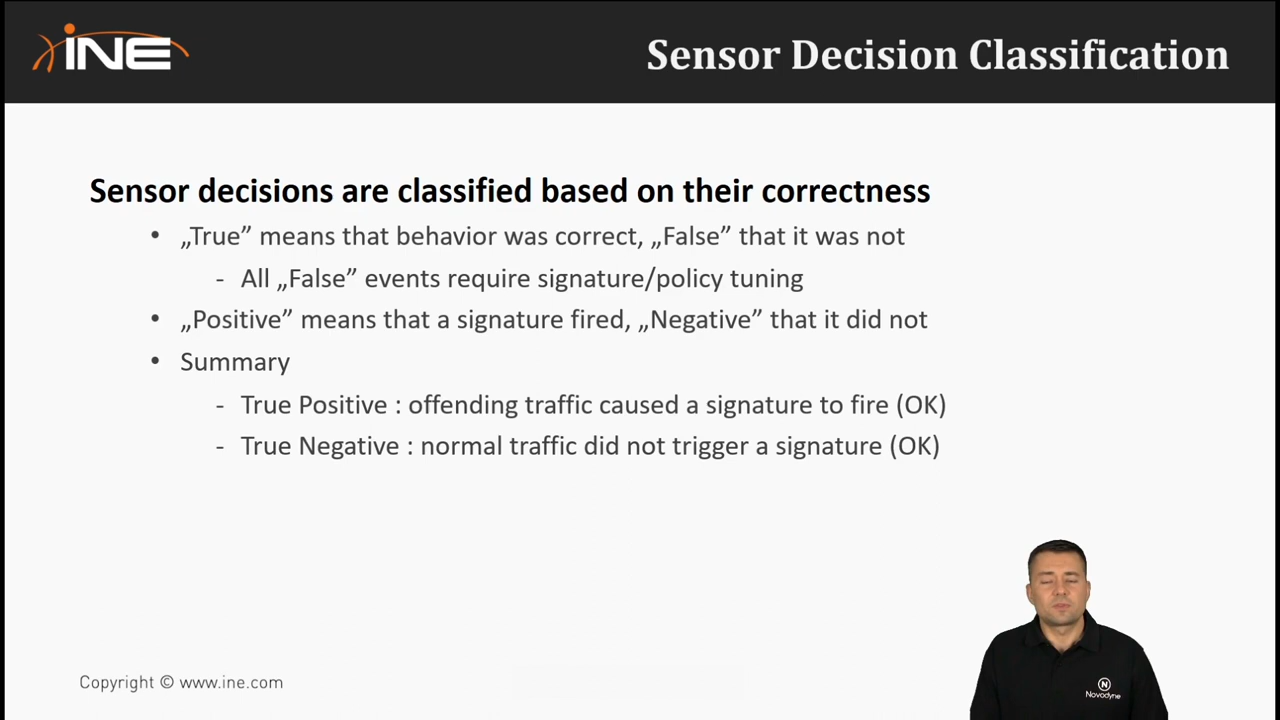 INE
Sensor Decision Classification
Sensor decisions are classified based on their correctness
• „True” means that behavior was correct, „False” that it was not
- All „False” events require signature/policy tuning
• „Positive” means that a signature fired, „Negative” that it did not
• Summary
- True Positive : offending traffic caused a signature to fire (OK)
- True Negative : normal traffic did not trigger a signature (OK)
N
Novodyne
Copyright © www.ine.com